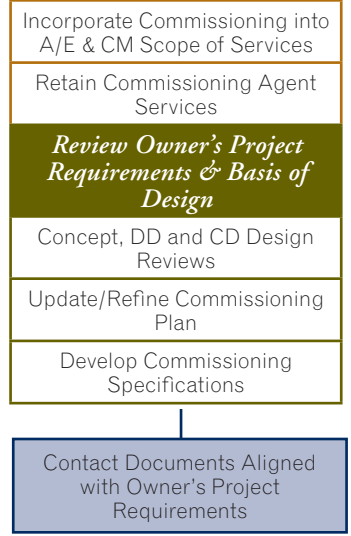 Incorporate Commissioning into
A/E & CM Scope of Services
Retain Commissioning Agent
Services
Review Owner's Project
Requirements & Basis of
Design
Concept, DD and CD Design
Reviews
Update/Refine Commissioning
Plan
Develop Commissioning
Specifications
Contact Documents Aligned
with Owner's Project
Requirements